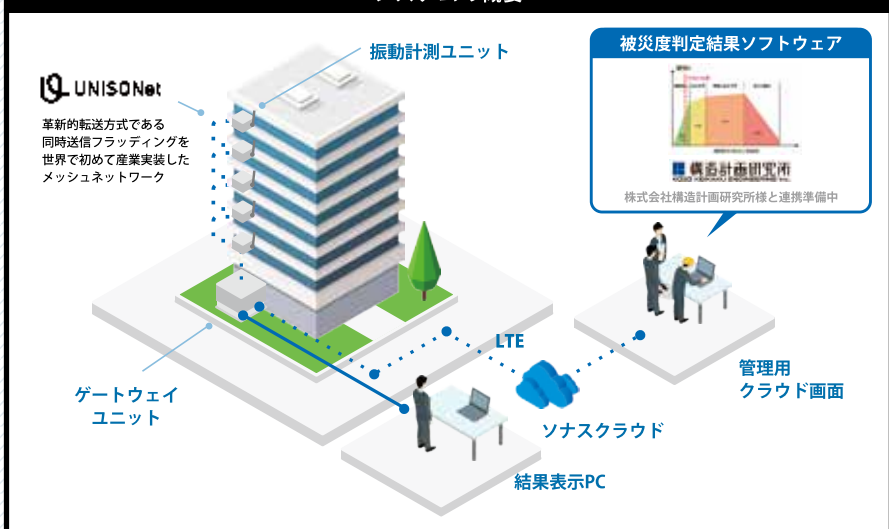 振動計測ユニット
被災度判定結果ソフトウェア
UNISONet
革新的転送方式である
同時送信フラッディングを
世界で初めて産業実装した
メッシュネットワーク
構造計画研究所
KOZO KEIKAKU ENGINEERING Inc.
株式会社構造計画研究所様と連携準備中
LTE
管理用
クラウド画面
ゲートウェイ
ユニット
ソナスクラウド
結果表示PC